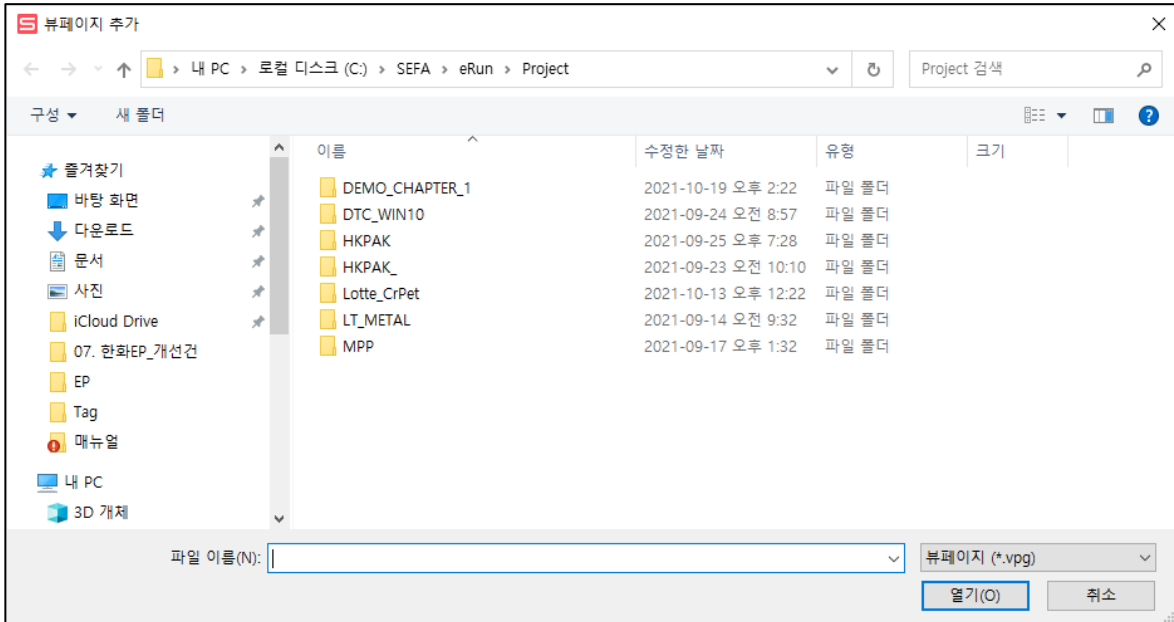 뷰페이지 추가
내 PC › 로컬 디스크 (C:) › SEFA › eRun › Project
Project 검색
구성
새 폴더
이름 수정한 날짜 유형 크기
즐겨찾기
바탕 화면
다운로드
문서
사진
iCloud Drive
07. 한화EP_개선건
EP
Tag
매뉴얼
내 PC
3D 개체
DEMO_CHAPTER_1 2021-10-19 오후 2:22 파일 폴더
DTC_WIN10 2021-09-24 오전 8:57 파일 폴더
HKPAK 2021-09-25 오후 7:28 파일 폴더
HKPAK_ 2021-09-23 오전 10:10 파일 폴더
Lotte_CrPet 2021-10-13 오후 12:22 파일 폴더
LT_METAL 2021-09-14 오전 9:32 파일 폴더
MPP 2021-09-17 오후 1:32 파일 폴더
파일 이름(N):
뷰페이지 (*.vpg)
열기(O) 취소